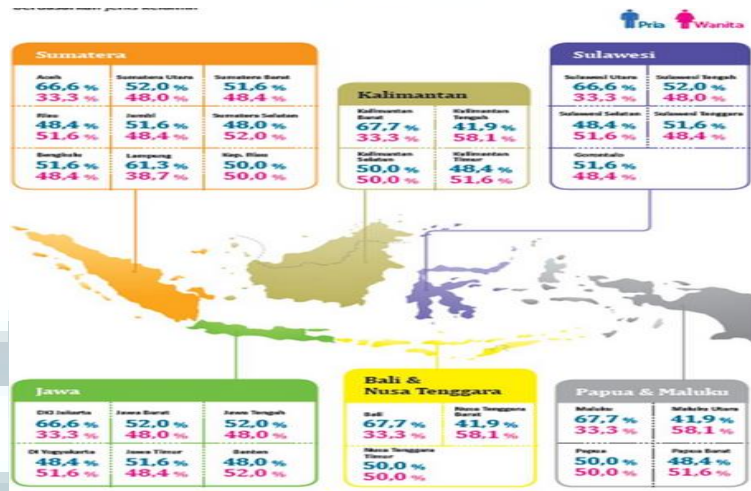 Pria Wanita
Sumatera
Aceh Sumatera Utara Sumatera Barat
66,6 % 52,0 % 51,6 %
33,3 % 48,0 % 48,4 %
Riau Jambi Sumatera Selatan
48,4 % 51,6 % 48,0 %
51,6 % 48,4 % 52,0 %
Bengkulu Lampung Kep. Riau
51,6 % 61,3 % 50,0 %
48,4 % 38,7 % 50,0 %
Kalimantan
Kalimantan Barat Kalimantan Tengah
67,7 % 41,9 %
33,3 % 58,1 %
Kalimantan Selatan Kalimantan Timur
50,0 % 48,4 %
50,0 % 51,6 %
Sulawesi
Sulawesi Utara Sulawesi Tengah
66,6 % 52,0 %
33,3 % 48,0 %
Sulawesi Selatan Sulawesi Tenggara
48,4 % 51,6 %
51,6 % 48,4 %
Gorontalo
51,6 %
48,4 %
Jawa
DKI Jakarta Jawa Barat Jawa Tengah
66,6 % 52,0 % 52,0 %
33,3 % 48,0 % 48,0 %
DI Yogyakarta Jawa Timur Banten
48,4 % 51,6 % 48,0 %
51,6 % 48,4 % 52,0 %
Bali &
Nusa Tenggara
Bali Nusa Tenggara Barat
67,7 % 41,9 %
33,3 % 58,1 %
Nusa Tenggara
Timur
50,0 %
50,0 %
Papua & Maluku
Maluku Maluku Utara
67,7 % 41,9 %
33,3 % 58,1 %
Papua Papua Barat
50,0 % 48,4 %
50,0 % 51,6 %